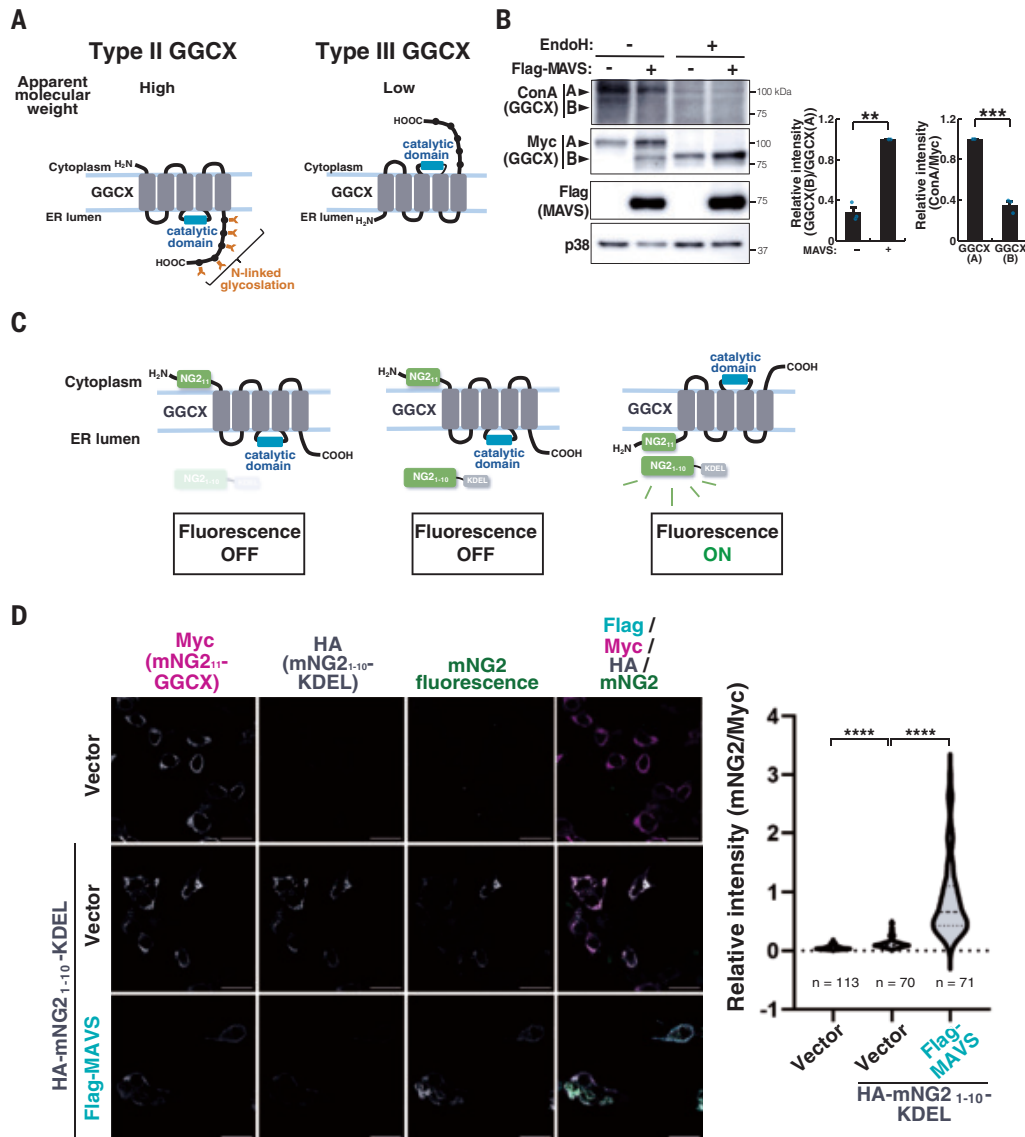 A
Type II GGCX
Type III GGCX
Apparent
molecular
weight
High
Low
Cytoplasm
H₂N
GGCX
ER lumen
catalytic
domain
HOOC
N-linked
glycoslation
HOOC
catalytic
domain
Cytoplasm
GGCX
ER lumen
H₂N
B
EndoH: - +
Flag-MAVS: - + - +
ConA
(GGCX)
A
B
100 kDa
75
Myc
(GGCX)
A
B
100
75
Flag
(MAVS)
75
p38
37
Relative intensity
(GGCX(B)/GGCX(A))
1.2
0.8
0.4
0
**
MAVS: – +
Relative intensity
(ConA/Myc)
1.2
0.8
0.4
0
***
GGCX
(A)
GGCX
(B)
C
Cytoplasm
GGCX
ER lumen
H₂N
NG2₁₁
catalytic
domain
COOH
NG2₁₋₁₀
Fluorescence
OFF
H₂N
NG2₁₁
GGCX
catalytic
domain
COOH
NG2₁₋₁₀
KDEL
Fluorescence
OFF
catalytic
domain
COOH
GGCX
H₂N
NG2₁₁
NG2₁₋₁₀
KDEL
Fluorescence
ON
D
Myc
(mNG2₁₁-
GGCX)
HA
(mNG2₁₋₁₀-
KDEL)
mNG2
fluorescence
Flag /
Myc /
HA /
mNG2
Vector
Vector
Flag-MAVS
HA-mNG2 ₁₋₁₀ -KDEL
Relative intensity (mNG2/Myc)
4
3
2
1
0
-1
**** ****
n = 113 n = 70 n = 71
Vector
Vector
Flag-
MAVS
HA-mNG2 ₁₋₁₀-
KDEL